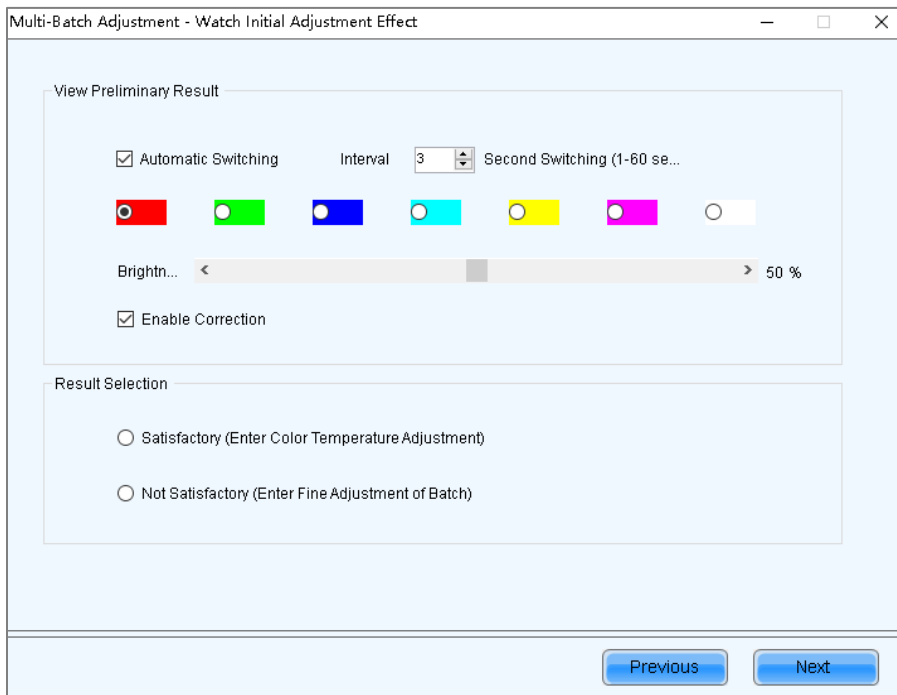 Multi-Batch Adjustment - Watch Initial Adjustment Effect
View Preliminary Result
Automatic Switching Interval 3 Second Switching (1-60 se...
Brightn... 50 %
Enable Correction
Result Selection
Satisfactory (Enter Color Temperature Adjustment)
Not Satisfactory (Enter Fine Adjustment of Batch)
Previous Next